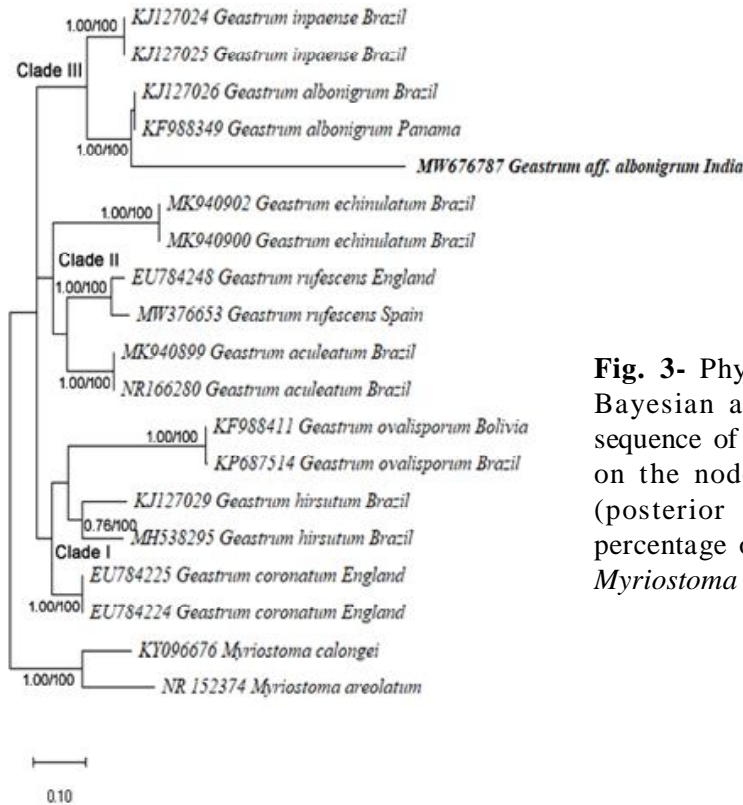 KJ127024 Geastrum inpaense Brazil
1.00/100
KJ127025 Geastrum inpaense Brazil
Clade III
KJ127026 Geastrum albonigrum Brazil
KF988349 Geastrum albonigrum Panama
1.00/100
MW676787 Geastrum aff. albonigrum India
MK940902 Geastrum echinulatum Brazil
1.00/100
MK940900 Geastrum echinulatum Brazil
Clade II
EU784248 Geastrum rufescens England
1.00/100
MW376653 Geastrum rufescens Spain
MK940899 Geastrum aculeatum Brazil
1.00/100
NR166280 Geastrum aculeatum Brazil
KF988411 Geastrum ovalisporum Bolivia
1.00/100
KP687514 Geastrum ovalisporum Brazil
KJ127029 Geastrum hirsutum Brazil
0.76/100
MH538295 Geastrum hirsutum Brazil
Clade I
EU784225 Geastrum coronatum England
1.00/100
EU784224 Geastrum coronatum England
KY096676 Myriostoma calongei
1.00/100
NR 152374 Myriostoma areolatum
0.10
Fig. 3- Phy
Bayesian a
sequence of
on the nod
(posterior
percentage o
Myriostoma